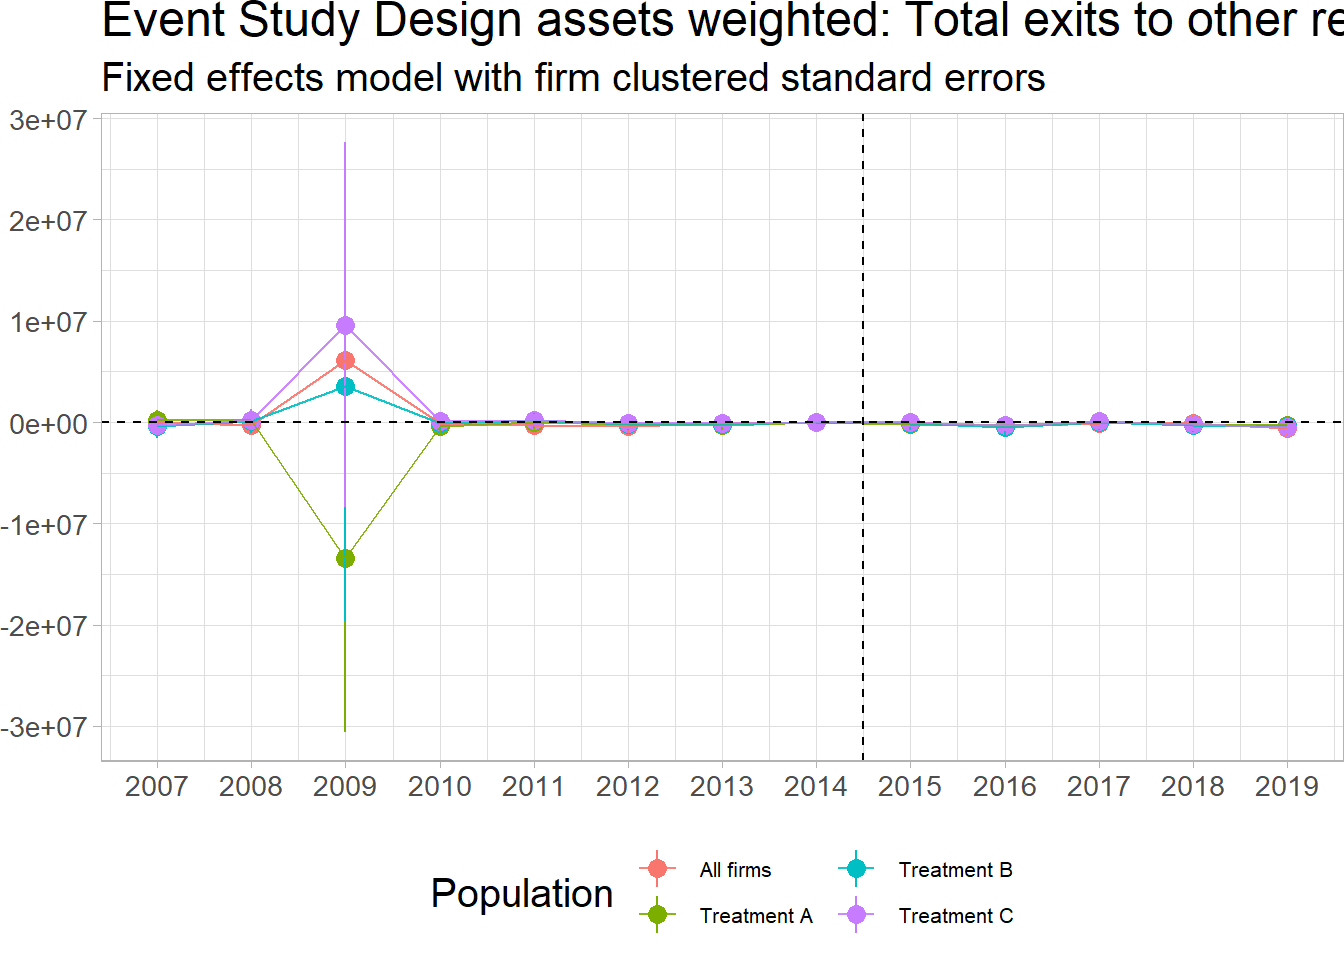 Event Study Design assets weighted: Total exits to other re
Fixed effects model with firm clustered standard errors
3e+07
2e+07
1e+07
0e+00
-1e+07
-2e+07
-3e+07
2007 2008 2009 2010 2011 2012 2013 2014 2015 2016 2017 2018 2019
Population
All firms
Treatment A
Treatment B
Treatment C